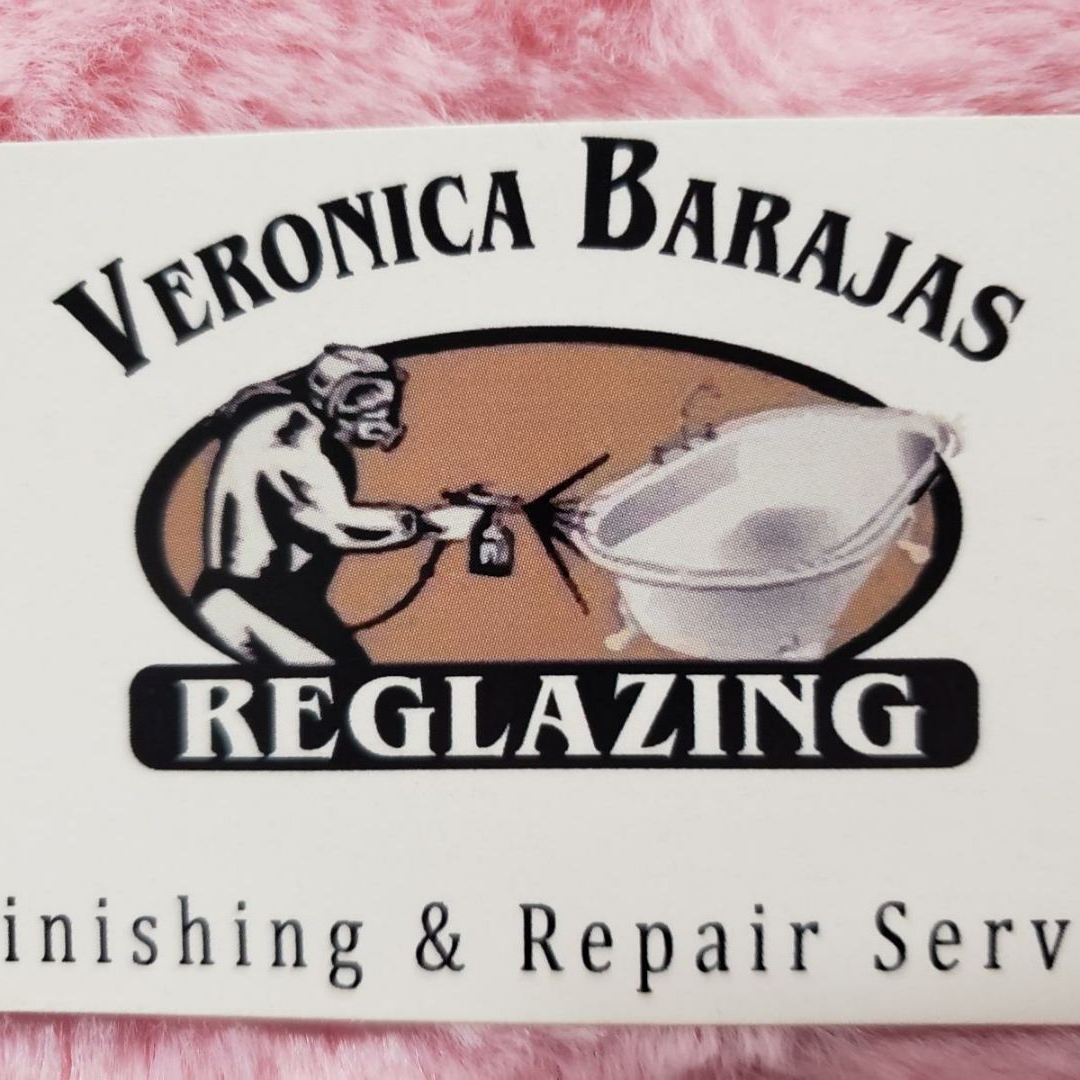 VERONICA BARAJAS
REGLAZING
inishing & Repair Serv